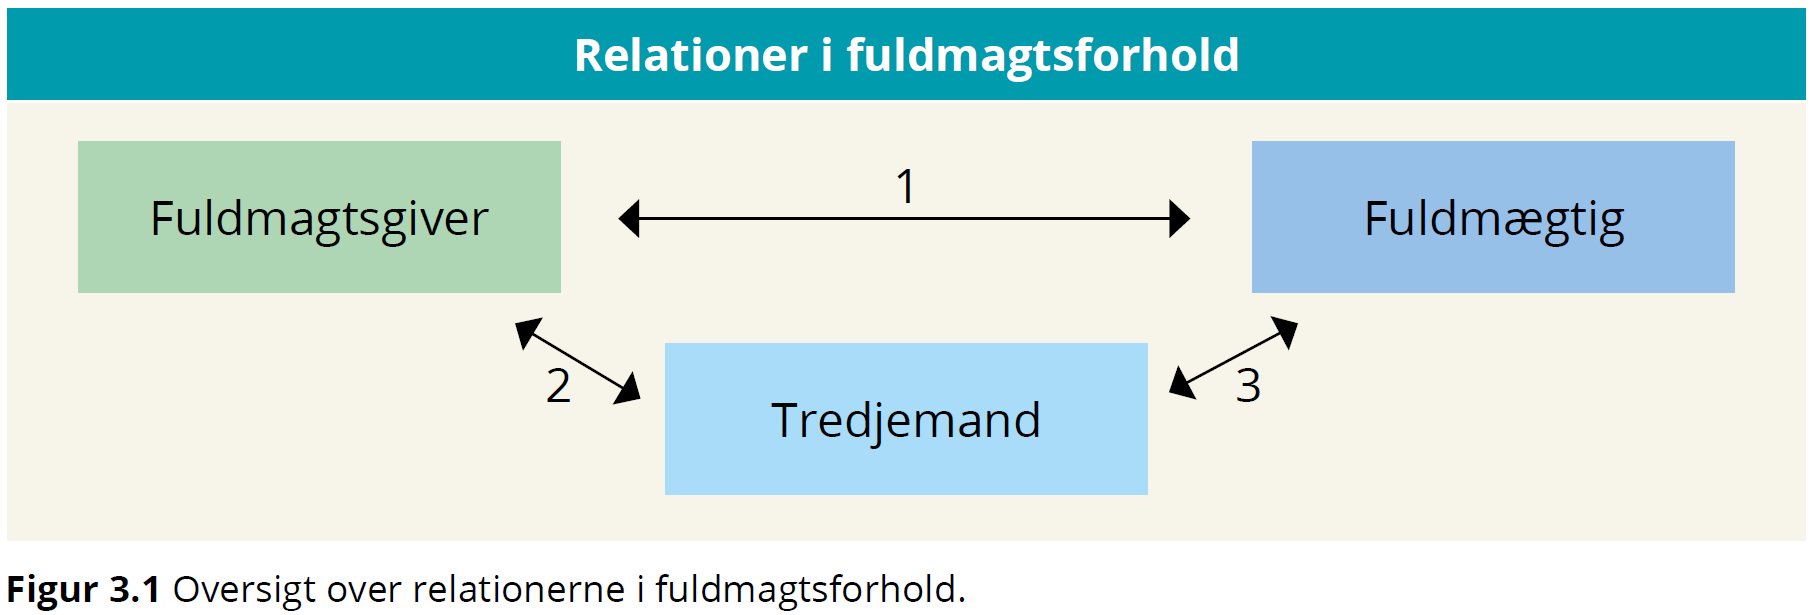 Relationer i fuldmagtsforhold
Fuldmagtsgiver
1
Fuldmægtig
2
Tredjemand
3
Figur 3.1 Oversigt over relationerne i fuldmagtsforhold.